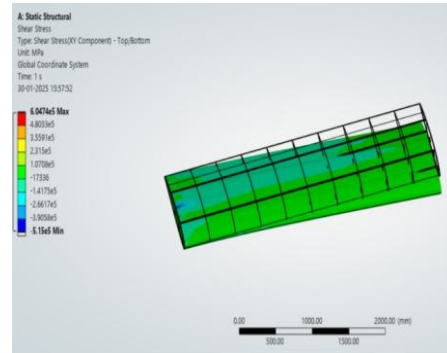 A: Static Structural
Shear Stress
Type: Shear Stress(XY Component) - Top/Bottom
Unit: MPa
Global Coordinate System
Time: 1 s
30-01-2025 15:57:52
6.0474e5 Max
4.8033e5
3.5591e5
2.315e5
1.0708e5
-17336
-1.4175e5
-2.6617e5
-3.9058e5
-5.15e5 Min
0.00
1000.00
2000.00 (mm)
500.00
1500.00